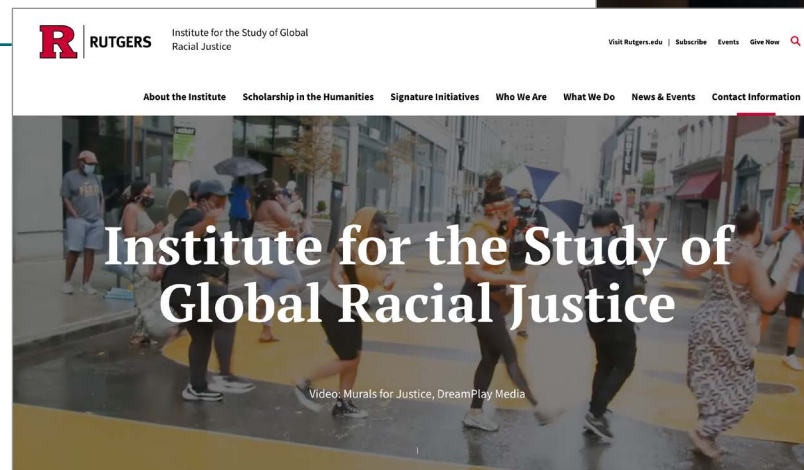 R
RUTGERS
Institute for the Study of Global
Racial Justice
Visit Rutgers.edu | Subscribe Events Give Now
About the Institute Scholarship in the Humanities Signature Initiatives Who We Are What We Do News & Events Contact Information
Institute for the Study of
Global Racial Justice
Video: Murals for Justice, DreamPlay Media